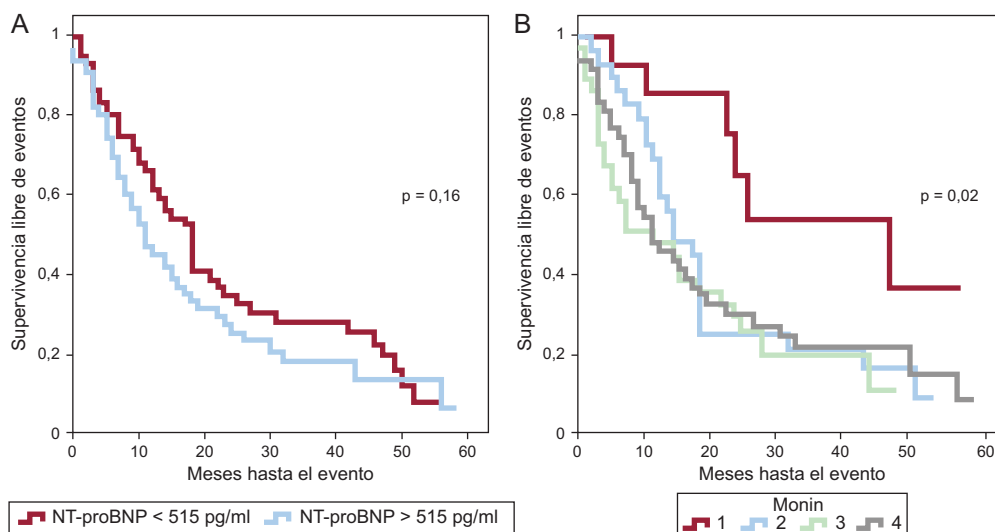 A
Supervivencia libre de eventos
1
0,8
0,6
0,4
0,2
0
p = 0,16
0 10 20 30 40 50 60
Meses hasta el evento
NT-proBNP < 515 pg/ml NT-proBNP > 515 pg/ml
B
Supervivencia libre de eventos
1
0,8
0,6
0,4
0,2
0
p = 0,02
0 10 20 30 40 50 60
Meses hasta el evento
Monin
1 2 3 4